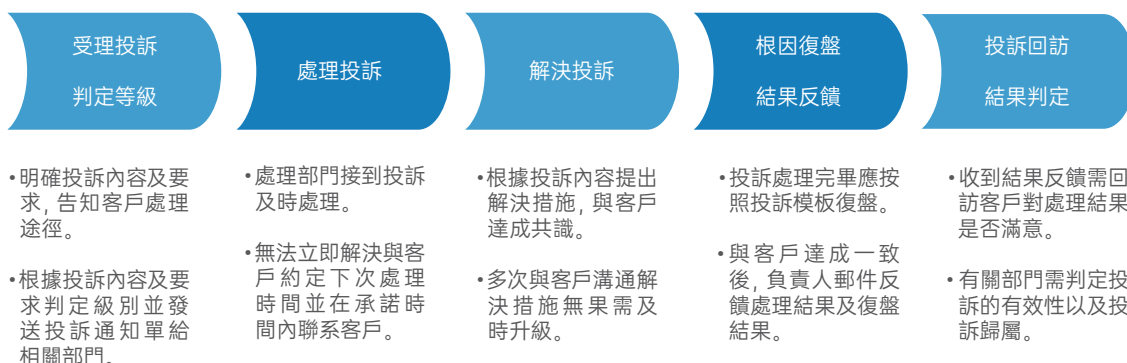 受理投訴
判定等級
處理投訴
解決投訴
根因復盤
結果反饋
投訴回訪
結果判定
•明確投訴內容及要
求, 告知客戶處理
途徑。
•根據投訴內容及要
求判定級別並發
送投訴通知單給
相關部門。
•處理部門接到投訴
及時處理。
•無法立即解決與客
戶約定下次處理
時間並在承諾時
間內聯系客戶。
•根據投訴內容提出
解決措施, 與客戶
達成共識。
•多次與客戶溝通解
決措施無果需及
時升級。
•投訴處理完畢應按
照投訴模板復盤。
•與客戶達成一致
後, 負責人郵件反
饋處理結果及復盤
結果。
•收到結果反饋需回
訪客戶對處理結果
是否滿意。
•有關部門需判定投
訴的有效性以及投
訴歸屬。